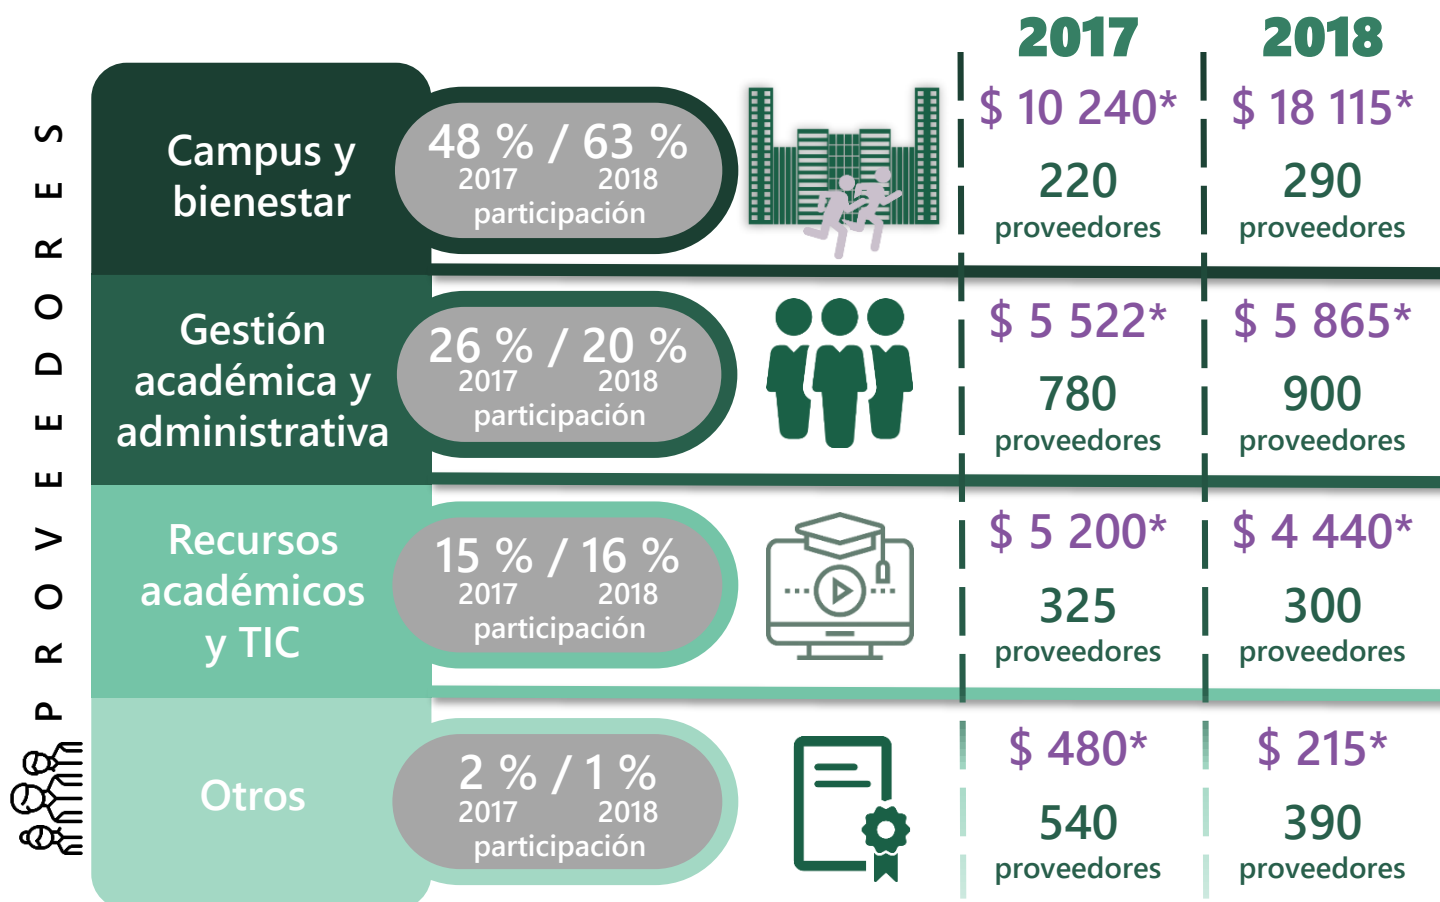 PROVEEDORES
2017
2018
Campus y
bienestar
48 % / 63 %
2017 2018
participación
$ 10 240*
220
proveedores
$ 18 115*
290
proveedores
Gestión
académica y
administrativa
26 % / 20 %
2017 2018
participación
$ 5 522*
780
proveedores
$ 5 865*
900
proveedores
Recursos
académicos
y TIC
15 % / 16 %
2017 2018
participación
$ 5 200*
325
proveedores
$ 4 440*
300
proveedores
Otros
2 % / 1 %
2017 2018
participación
$ 480*
540
proveedores
$ 215*
390
proveedores